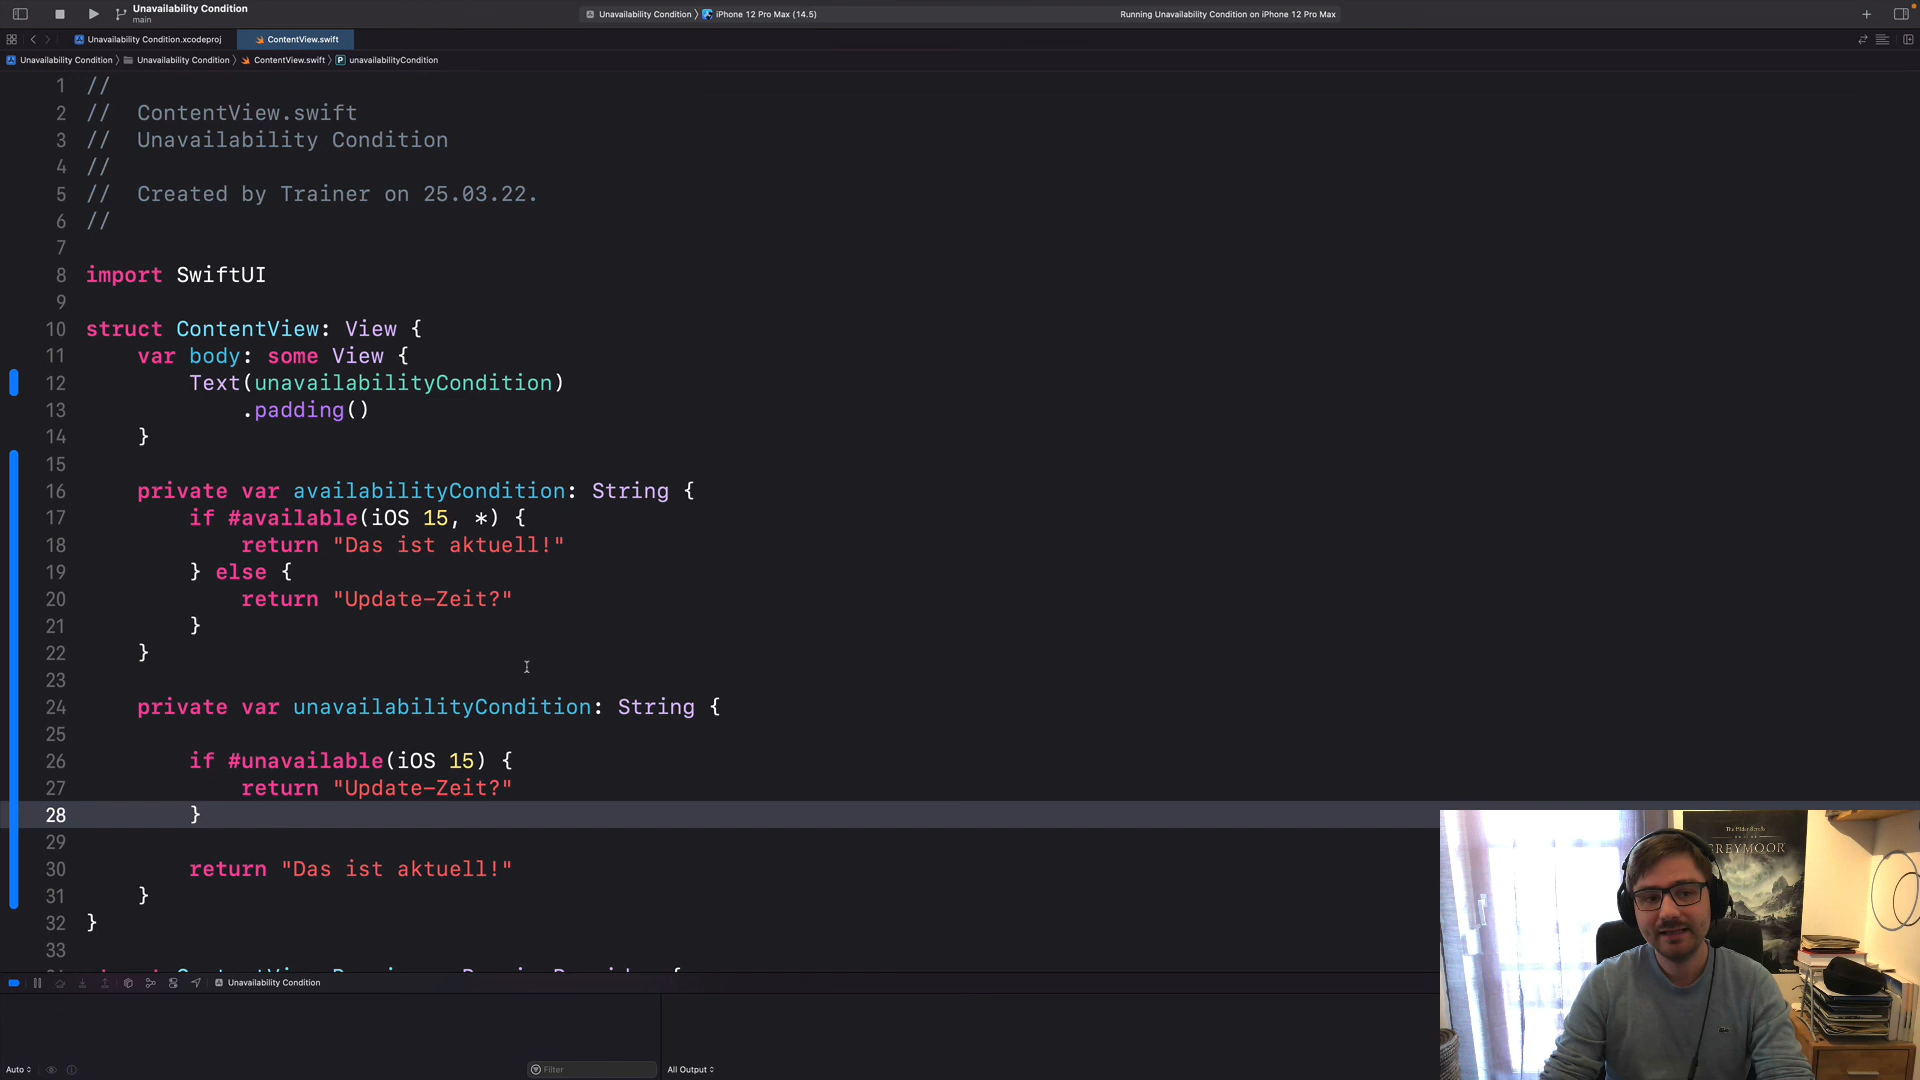 Unavailability Condition
main
Unavailability Condition 〉 iPhone 12 Pro Max (14.5)
Running Unavailability Condition on iPhone 12 Pro Max
Unavailability Condition.xcodeproj
ContentView.swift
Unavailability Condition 〉 Unavailability Condition 〉 ContentView.swift 〉 P unavailabilityCondition
1 //
2 //  ContentView.swift
3 //  Unavailability Condition
4 //
5 //  Created by Trainer on 25.03.22.
6 //
7
8 import SwiftUI
9
10 struct ContentView: View {
11     var body: some View {
12         Text(unavailabilityCondition)
13             .padding()
14     }
15
16     private var availabilityCondition: String {
17         if #available(iOS 15, *) {
18             return "Das ist aktuell!"
19         } else {
20             return "Update-Zeit?"
21         }
22     }
23
24     private var unavailabilityCondition: String {
25
26         if #unavailable(iOS 15) {
27             return "Update-Zeit?"
28         }
29
30         return "Das ist aktuell!"
31     }
32 }
33
Unavailability Condition
Auto
Filter
All Output
The Elder Scrolls
GREYMOOR